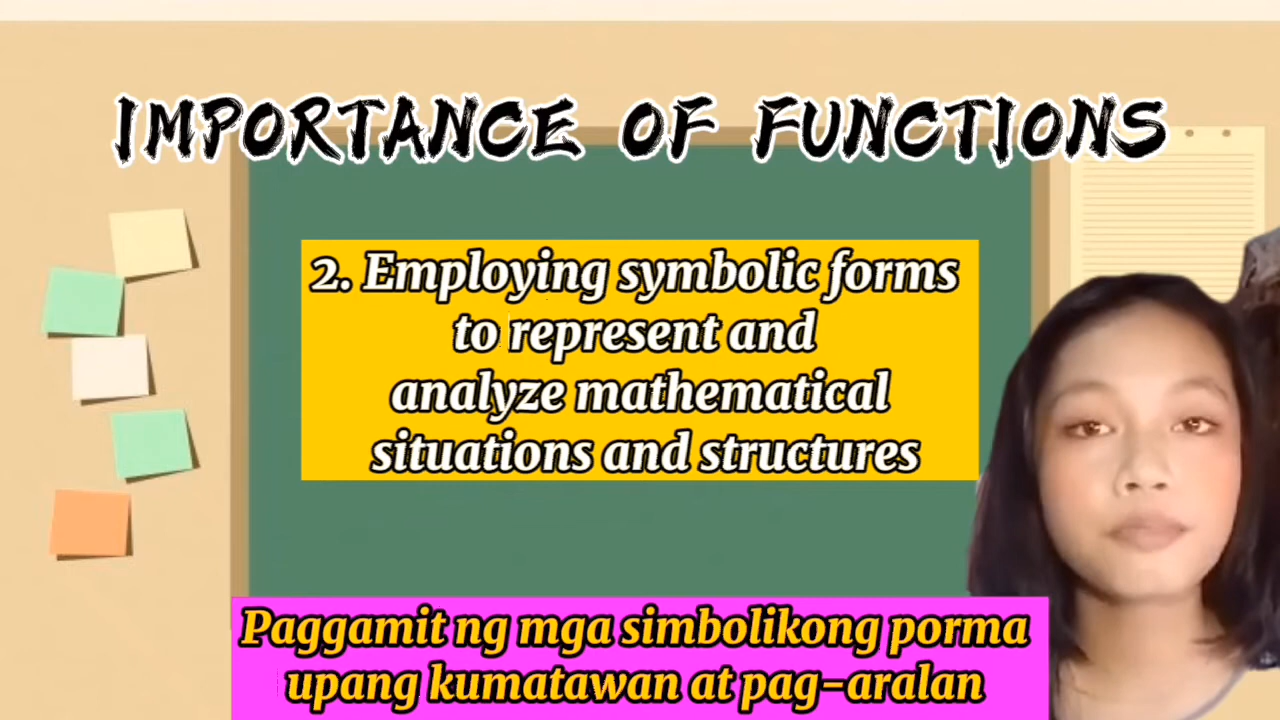 IMPORTANCE OF FUNCTIONS
2. Employing symbolic forms
to represent and
analyze mathematical
situations and structures
Paggamit ng mga simbolikong porma
upang kumatawan at pag-aralan